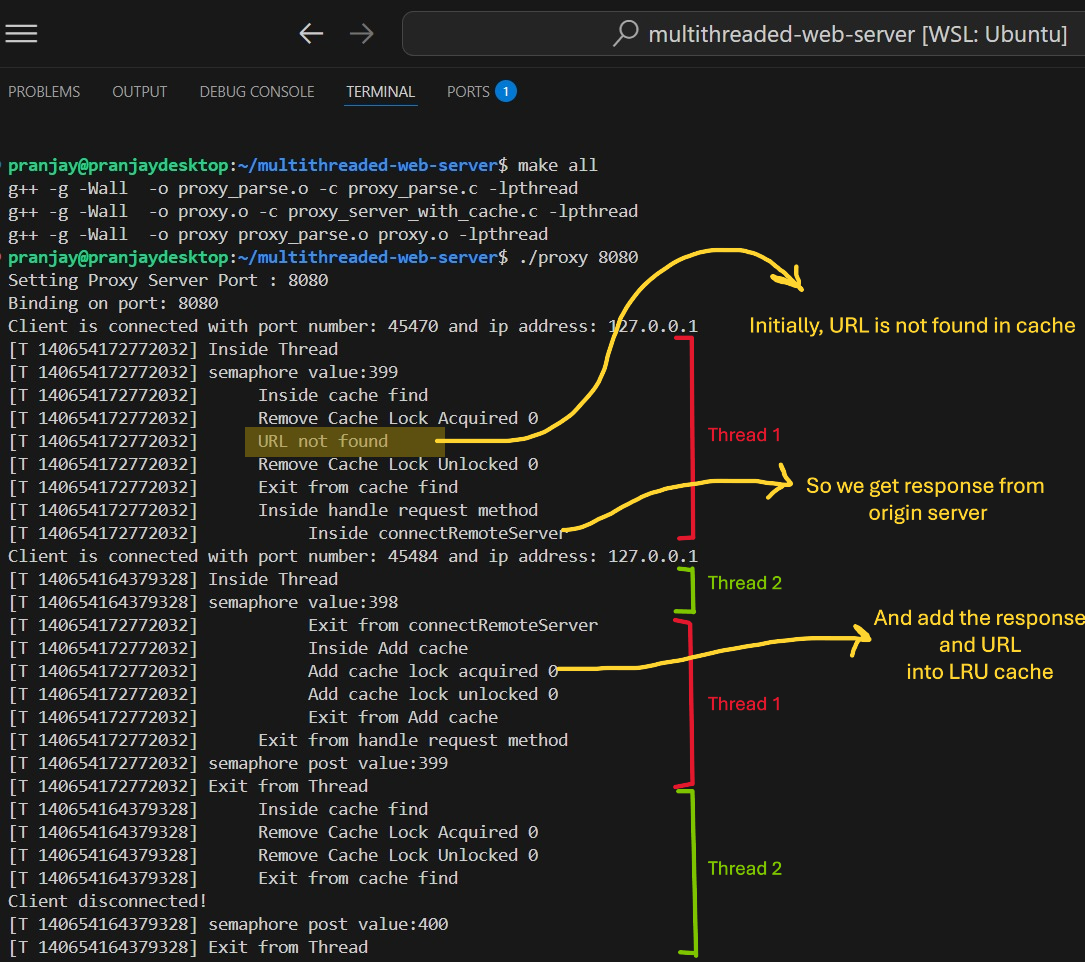 multithreaded-web-server [WSL: Ubuntu]
PROBLEMS OUTPUT DEBUG CONSOLE TERMINAL PORTS 1
pranjay@pranjaydesktop:~/multithreaded-web-server$ make all
g++ -g -Wall  -o proxy_parse.o -c proxy_parse.c -lpthread
g++ -g -Wall  -o proxy.o -c proxy_server_with_cache.c -lpthread
g++ -g -Wall  -o proxy proxy_parse.o proxy.o -lpthread
pranjay@pranjaydesktop:~/multithreaded-web-server$ ./proxy 8080
Setting Proxy Server Port : 8080
Binding on port: 8080
Client is connected with port number: 45470 and ip address: 127.0.0.1
Initially, URL is not found in cache
[T 140654172772032] Inside Thread
[T 140654172772032] semaphore value:399
[T 140654172772032]      Inside cache find
[T 140654172772032]      Remove Cache Lock Acquired 0
Thread 1
[T 140654172772032]      URL not found
[T 140654172772032]      Remove Cache Lock Unlocked 0
[T 140654172772032]      Exit from cache find
So we get response from
origin server
[T 140654172772032]      Inside handle request method
[T 140654172772032]           Inside connectRemoteServer
Client is connected with port number: 45484 and ip address: 127.0.0.1
[T 140654164379328] Inside Thread
Thread 2
[T 140654164379328] semaphore value:398
[T 140654172772032]           Exit from connectRemoteServer
And add the response
and URL
into LRU cache
[T 140654172772032]           Inside Add cache
[T 140654172772032]           Add cache lock acquired 0
[T 140654172772032]           Add cache lock unlocked 0
Thread 1
[T 140654172772032]           Exit from Add cache
[T 140654172772032]      Exit from handle request method
[T 140654172772032] semaphore post value:399
[T 140654172772032] Exit from Thread
[T 140654164379328]      Inside cache find
[T 140654164379328]      Remove Cache Lock Acquired 0
[T 140654164379328]      Remove Cache Lock Unlocked 0
Thread 2
[T 140654164379328]      Exit from cache find
Client disconnected!
[T 140654164379328] semaphore post value:400
[T 140654164379328] Exit from Thread